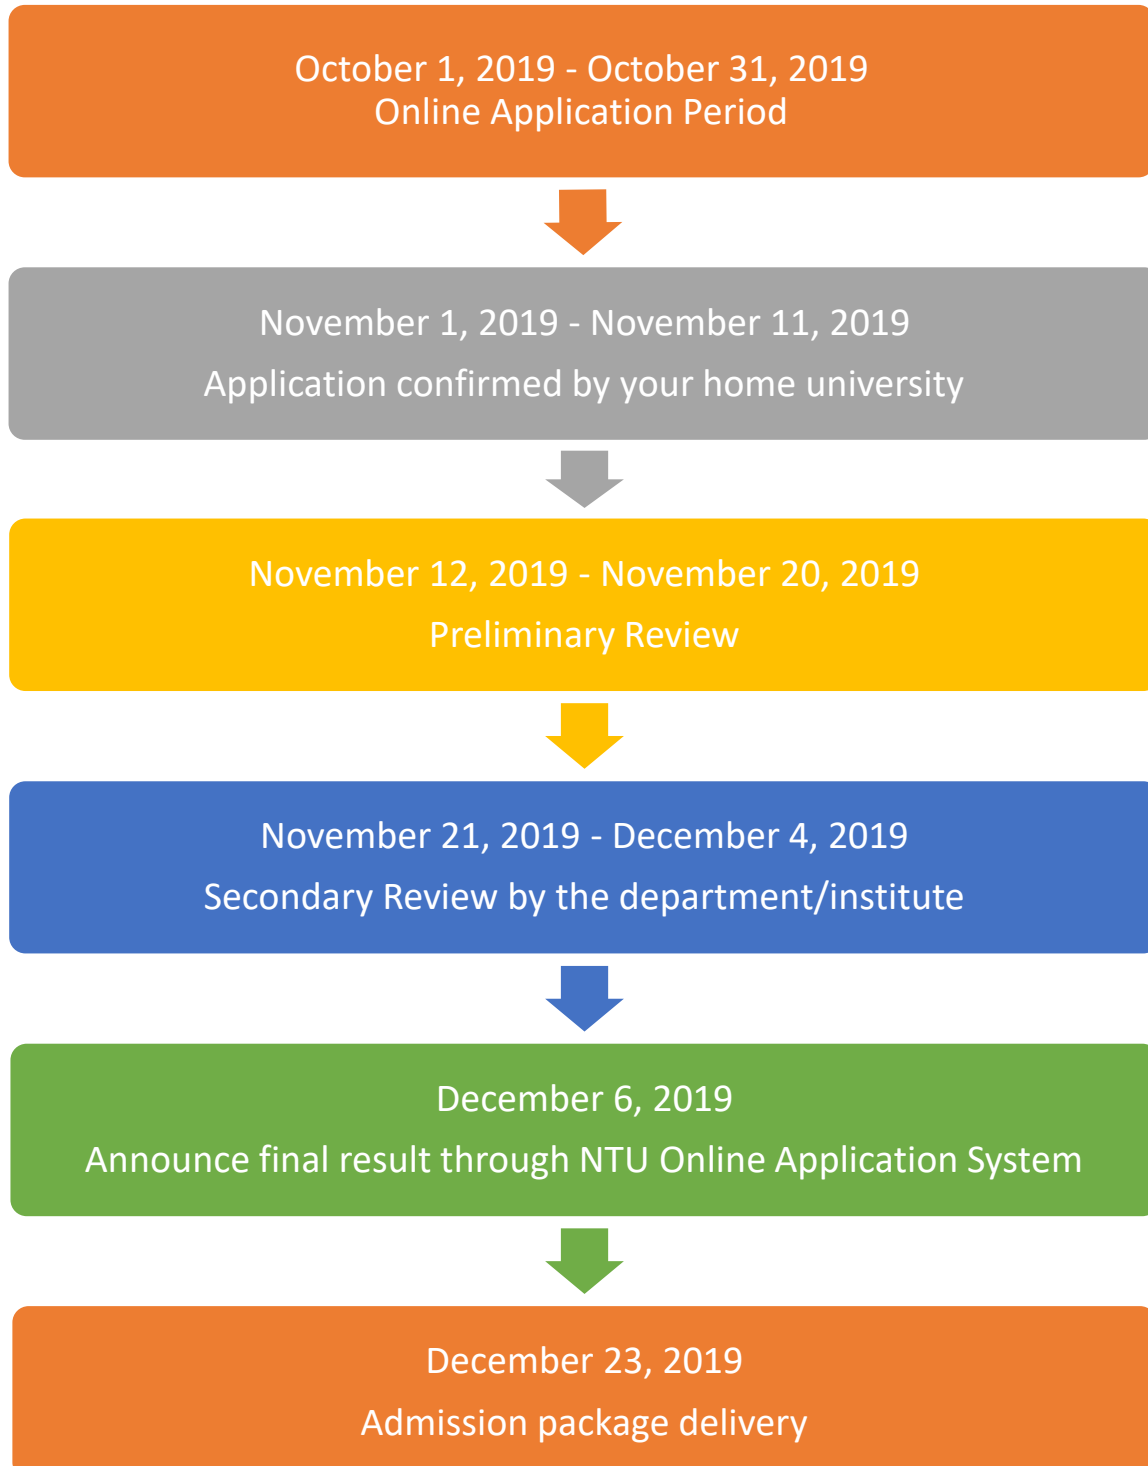 October 1, 2019 - October 31, 2019
Online Application Period
November 1, 2019 - November 11, 2019
Application confirmed by your home university
November 12, 2019 - November 20, 2019
Preliminary Review
November 21, 2019 - December 4, 2019
Secondary Review by the department/institute
December 6, 2019
Announce final result through NTU Online Application System
December 23, 2019
Admission package delivery